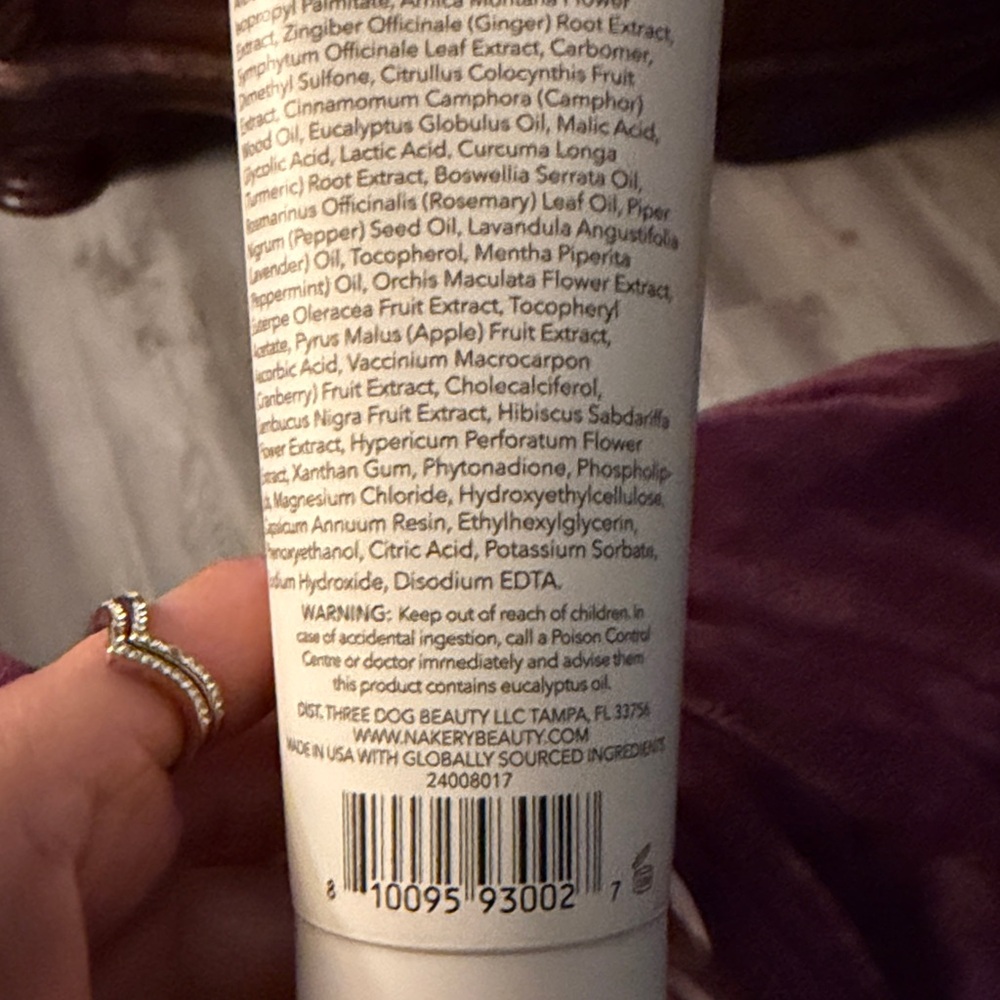 Isopropyl Palmitate, Arnica Montana Flower
Extract, Zingiber Officinale (Ginger) Root Extract,
Symphytum Officinale Leaf Extract, Carbomer,
Dimethyl Sulfone, Citrullus Colocynthis Fruit
Extract, Cinnamomum Camphora (Camphor)
Wood Oil, Eucalyptus Globulus Oil, Malic Acid,
Glycolic Acid, Lactic Acid, Curcuma Longa
(Turmeric) Root Extract, Boswellia Serrata Oil,
Rosmarinus Officinalis (Rosemary) Leaf Oil, Piper
Nigrum (Pepper) Seed Oil, Lavandula Angustifolia
(Lavender) Oil, Tocopherol, Mentha Piperita
(Peppermint) Oil, Orchis Maculata Flower Extract,
Euterpe Oleracea Fruit Extract, Tocopheryl
Acetate, Pyrus Malus (Apple) Fruit Extract,
Ascorbic Acid, Vaccinium Macrocarpon
(Cranberry) Fruit Extract, Cholecalciferol,
Sambucus Nigra Fruit Extract, Hibiscus Sabdariffa
Flower Extract, Hypericum Perforatum Flower
Extract, Xanthan Gum, Phytonadione, Phospholip-
ids, Magnesium Chloride, Hydroxyethylcellulose,
Capsicum Annuum Resin, Ethylhexylglycerin,
Phenoxyethanol, Citric Acid, Potassium Sorbate,
Sodium Hydroxide, Disodium EDTA.
WARNING: Keep out of reach of children. In
case of accidental ingestion, call a Poison Control
Centre or doctor immediately and advise them
this product contains eucalyptus oil.
DIST. THREE DOG BEAUTY LLC TAMPA, FL 33756
WWW.NAKERYBEAUTY.COM
MADE IN USA WITH GLOBALLY SOURCED INGREDIENTS
24008017
8 10095 93002 7